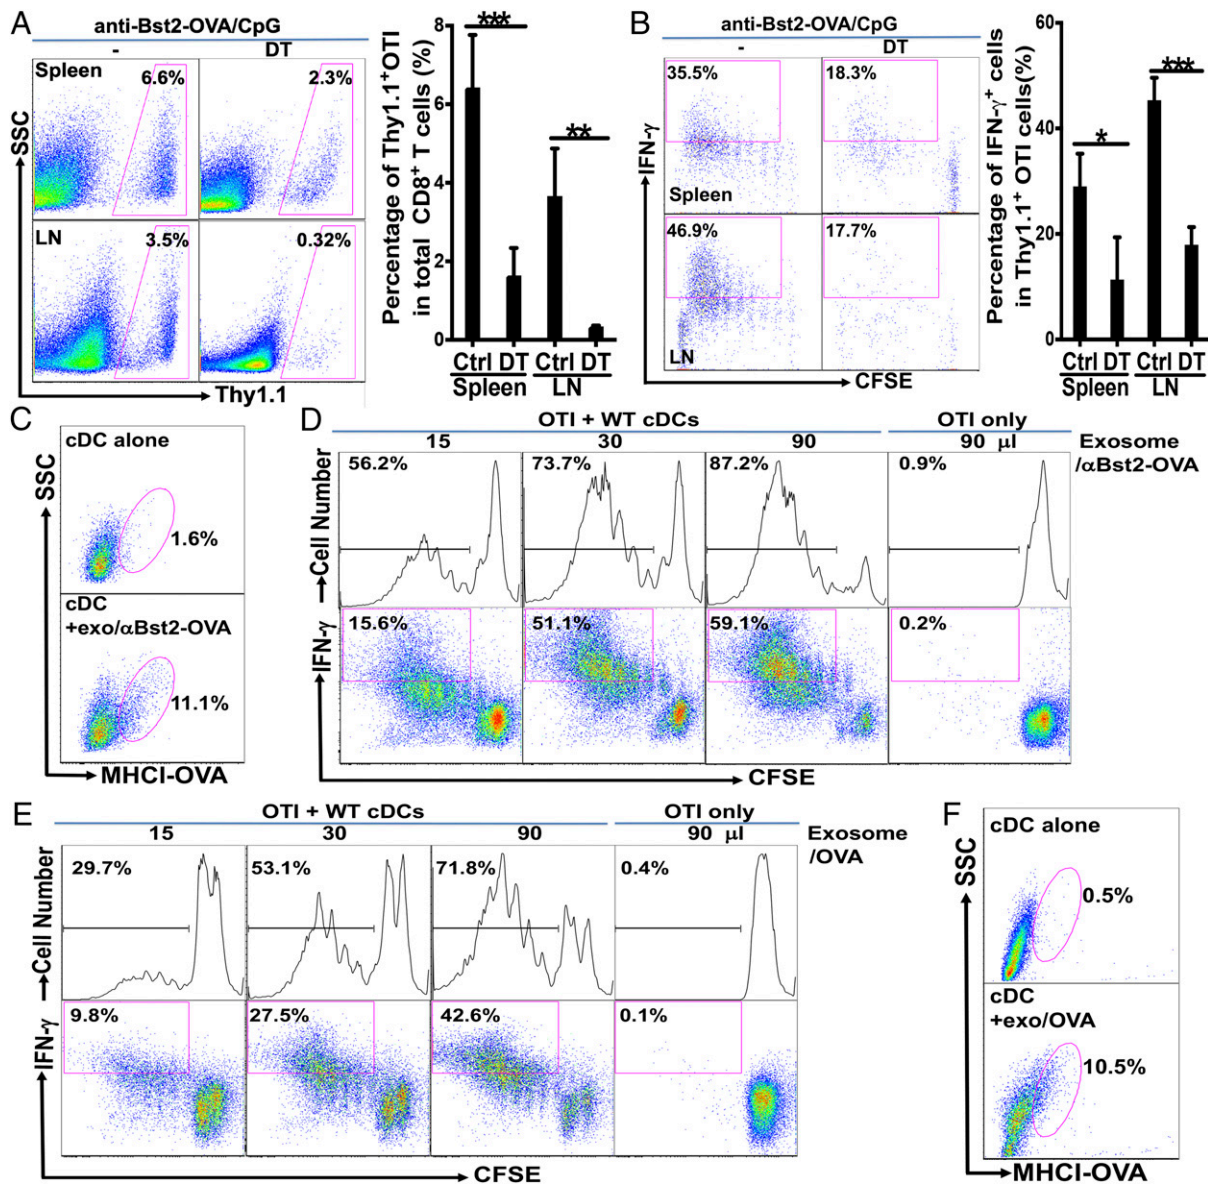 A
anti-Bst2-OVA/CpG
- DT
Spleen
6.6% 2.3%
LN
3.5% 0.32%
SSC
Thy1.1
Percentage of Thy1.1+OTI
in total CD8+ T cells (%)
8
6
4
2
0
*** **
Ctrl DT Ctrl DT
Spleen LN
B
anti-Bst2-OVA/CpG
- DT
35.5% 18.3%
Spleen
46.9% 17.7%
LN
IFN-γ
CFSE
Percentage of IFN-γ+ cells
in Thy1.1+ OTI cells(%)
60
40
20
0
* ***
Ctrl DT Ctrl DT
Spleen LN
C
cDC alone
1.6%
cDC
+exo/αBst2-OVA
11.1%
SSC
MHCI-OVA
D
OTI + WT cDCs OTI only
15 30 90 90 μl Exosome
/αBst2-OVA
56.2% 73.7% 87.2% 0.9%
Cell Number
15.6% 51.1% 59.1% 0.2%
IFN-γ
CFSE
E
OTI + WT cDCs OTI only
15 30 90 90 μl Exosome
/OVA
29.7% 53.1% 71.8% 0.4%
Cell Number
9.8% 27.5% 42.6% 0.1%
IFN-γ
CFSE
F
cDC alone
0.5%
cDC
+exo/OVA
10.5%
SSC
MHCI-OVA